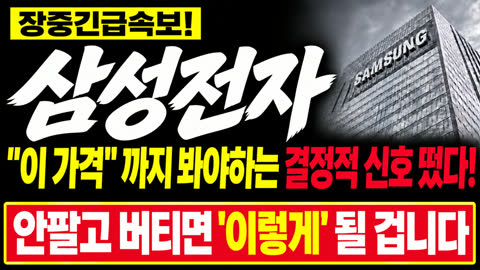 장중긴급속보!
삼성전자
SAMSUNG
"이 가격" 까지 봐야하는 결정적 신호 떴다!
안팔고 버티면 '이렇게' 될 겁니다